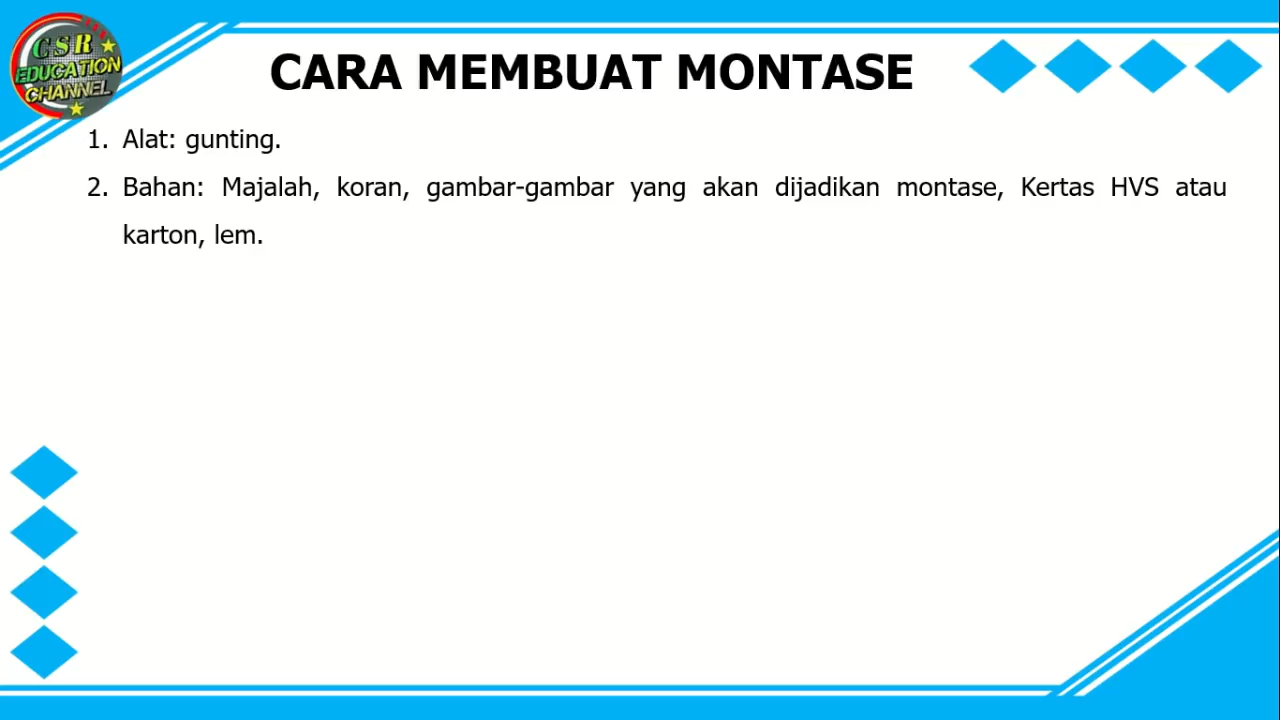 CSR
EDUCATION
CHANNEL
CARA MEMBUAT MONTASE
1. Alat: gunting.
2. Bahan: Majalah, koran, gambar-gambar yang akan dijadikan montase, Kertas HVS atau
karton, lem.